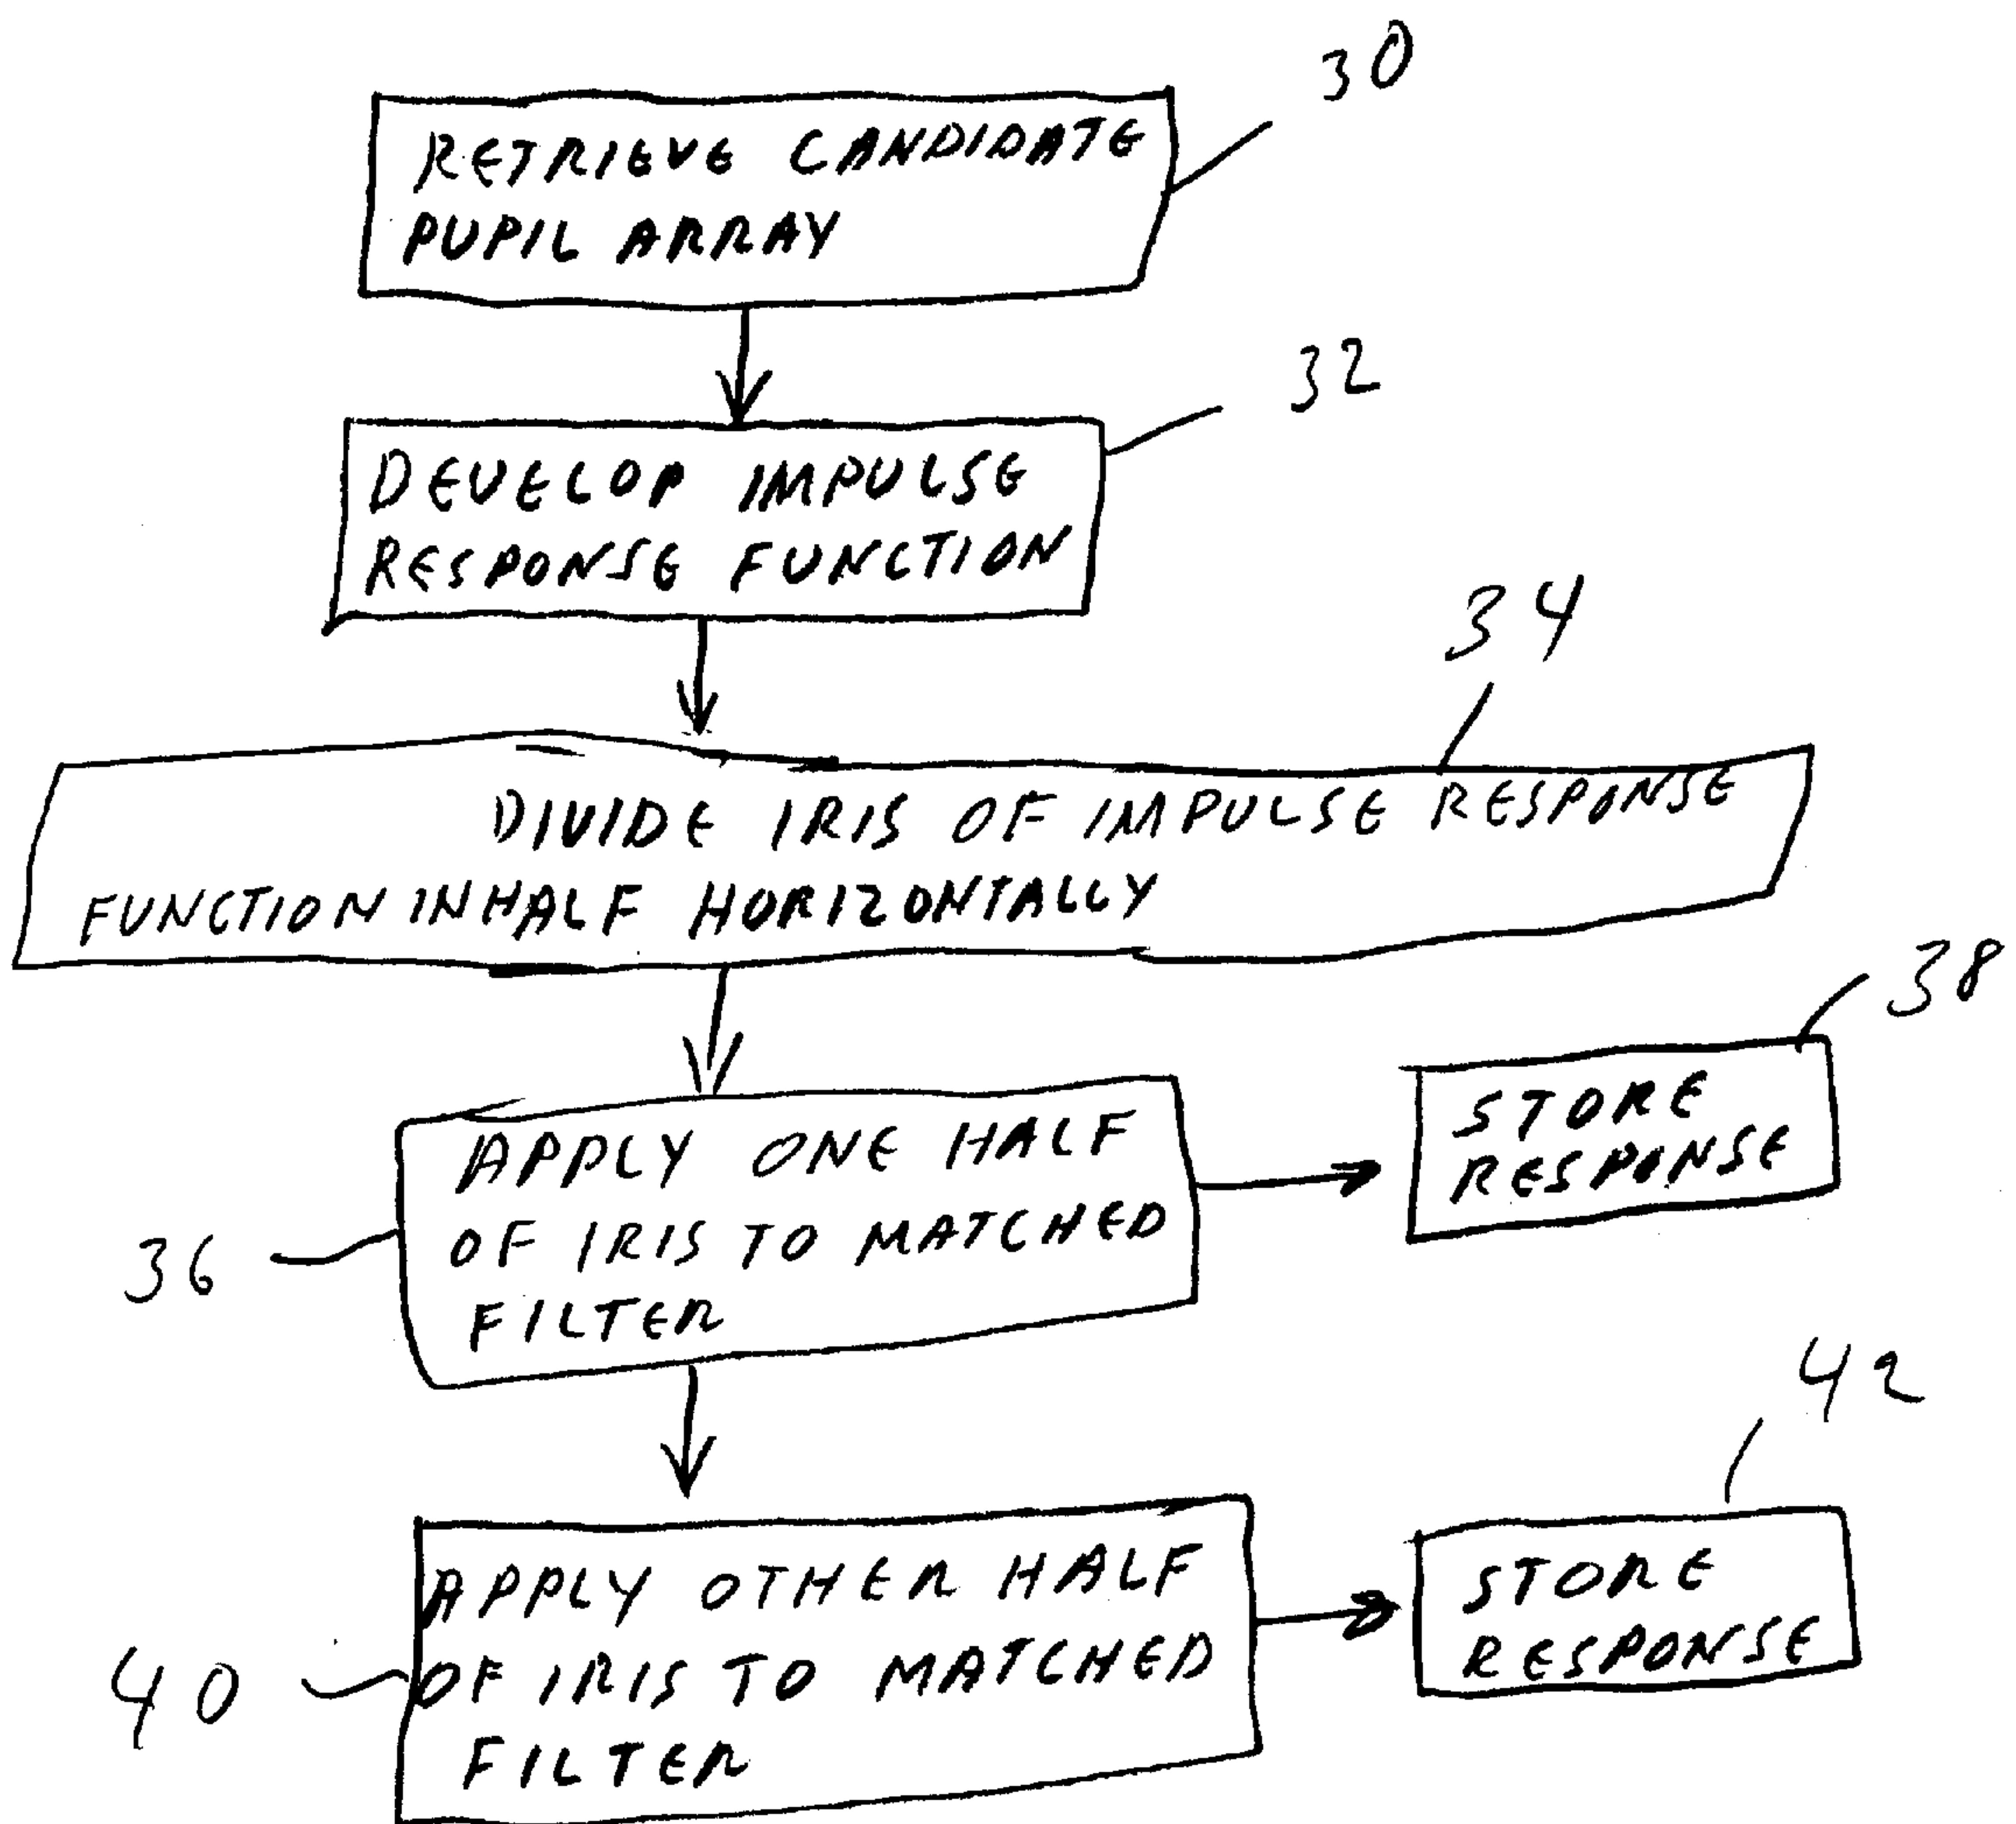 30
RETRIEVE CANDIDATE
PUPIL ARRAY
32
DEVELOP IMPULSE
RESPONSE FUNCTION
34
DIVIDE IRIS OF IMPULSE RESPONSE
FUNCTION IN HALF HORIZONTALLY
38
APPLY ONE HALF
OF IRIS TO MATCHED
FILTER
STORE
RESPONSE
36
42
APPLY OTHER HALF
OF IRIS TO MATCHED
FILTER
STORE
RESPONSE
40